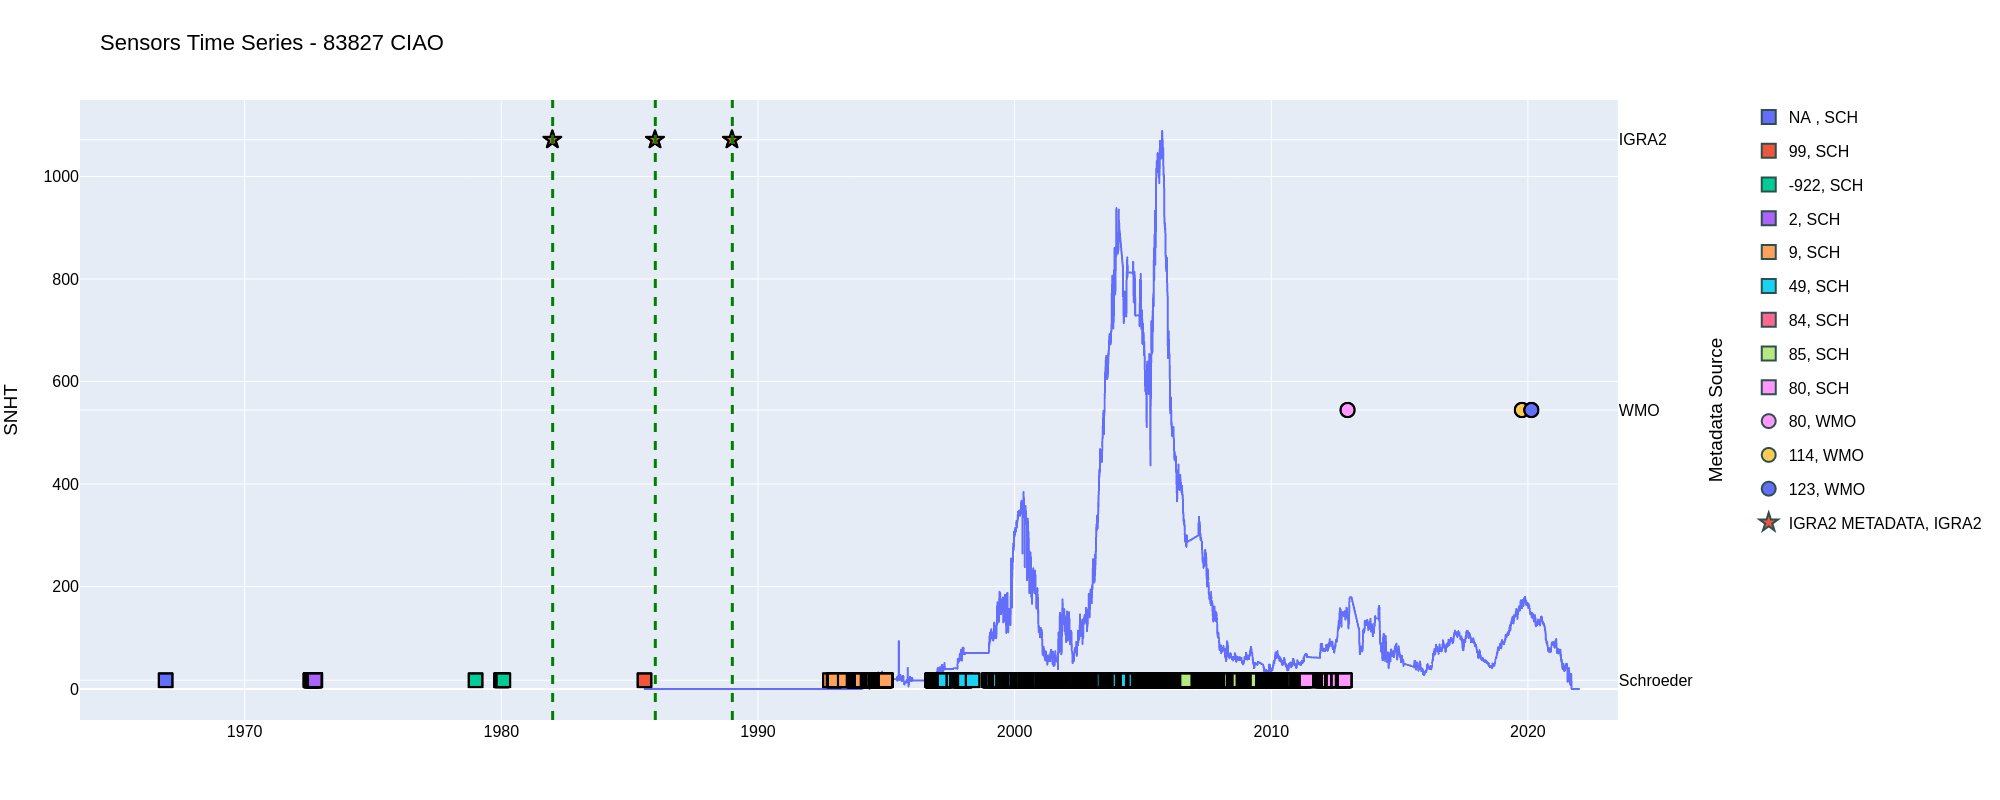 Sensors Time Series - 83827 CIAO
SNHT
1000
800
600
400
200
0
1970
1980
1990
2000
2010
2020
IGRA2
WMO
Schroeder
Metadata Source
NA , SCH
99, SCH
-922, SCH
2, SCH
9, SCH
49, SCH
84, SCH
85, SCH
80, SCH
80, WMO
114, WMO
123, WMO
IGRA2 METADATA, IGRA2